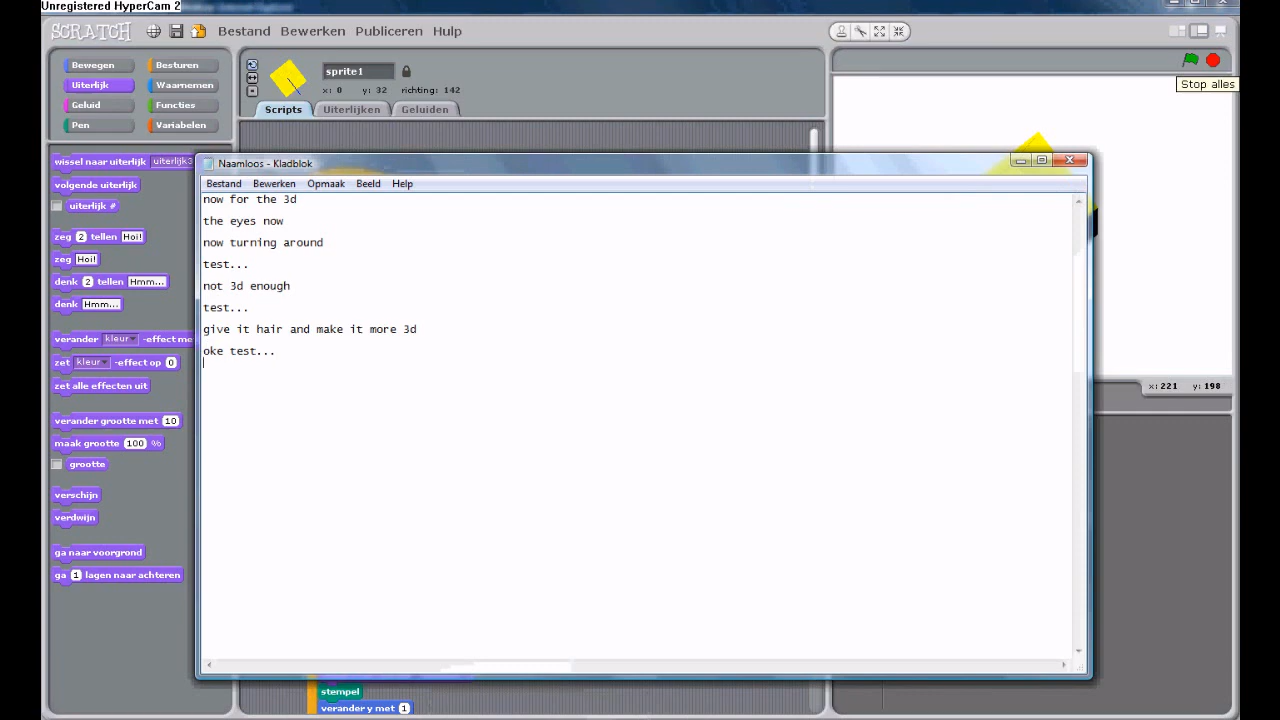 Unregistered HyperCam 2
SCRATCH
Bestand Bewerken Publiceren Hulp
Bewegen
Besturen
Uiterlijk
Waarnemen
Geluid
Functies
Pen
Variabelen
sprite1
x: 0 y: 32 richting: 142
Scripts Uiterlijken Geluiden
Stop alles
wissel naar uiterlijk uiterlijk3
volgende uiterlijk
uiterlijk #
zeg 2 tellen Hoi!
zeg Hoi!
denk 2 tellen Hmm...
denk Hmm...
verander kleur -effect me
zet kleur -effect op 0
zet alle effecten uit
verander grootte met 10
maak grootte 100 %
grootte
verschijn
verdwijn
ga naar voorgrond
ga 1 lagen naar achteren
Naamloos - Kladblok
Bestand Bewerken Opmaak Beeld Help
now for the 3d
the eyes now
now turning around
test...
not 3d enough
test...
give it hair and make it more 3d
oke test...
x: 221 y: 198
stempel
verander y met 1